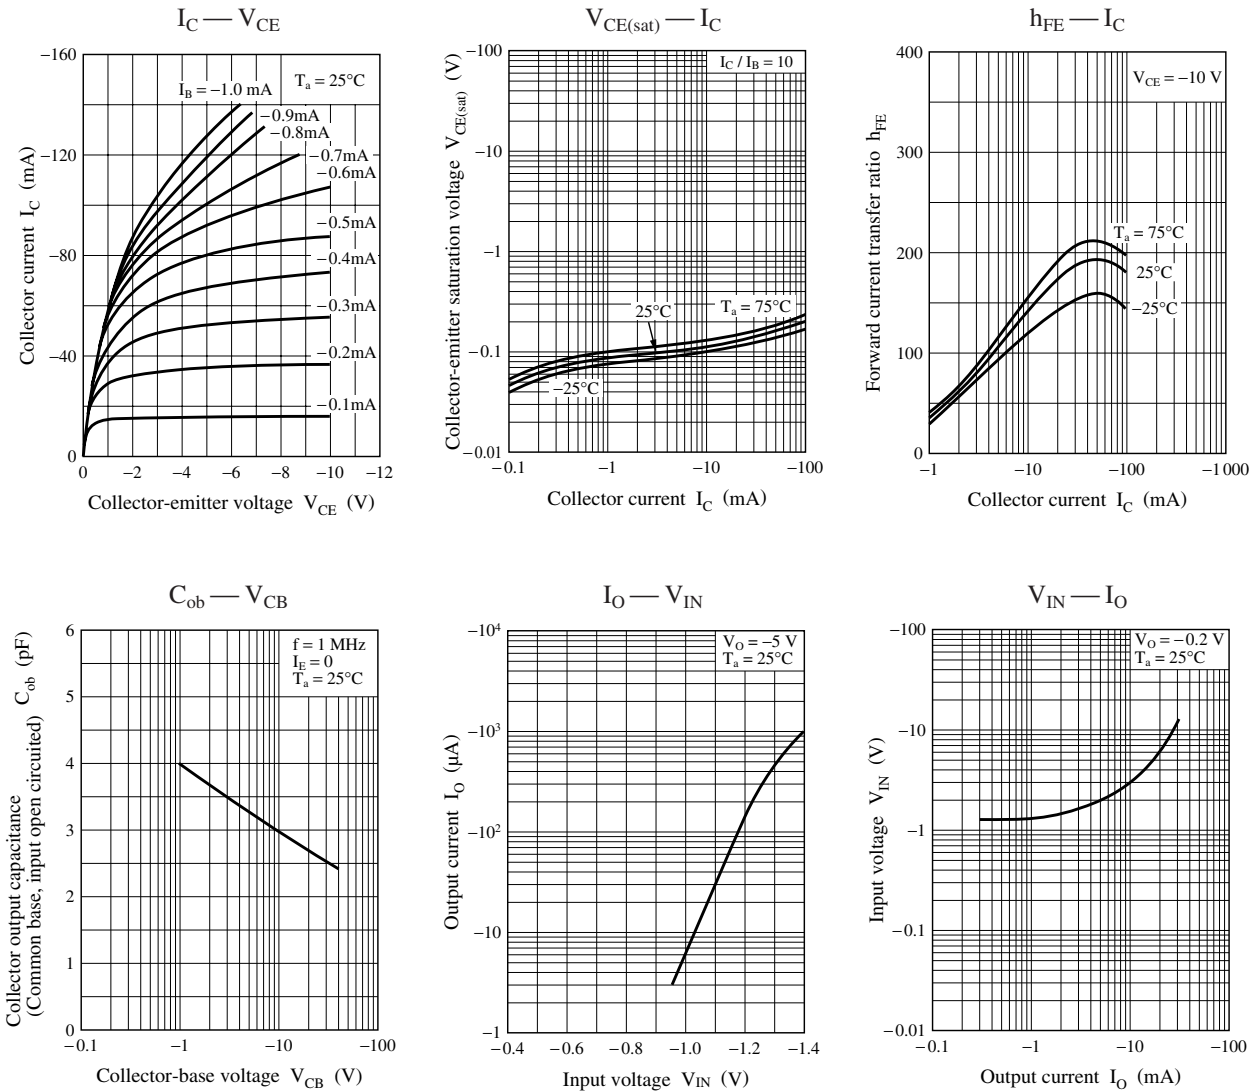 I_C — V_CE
Collector current I_C (mA)
−160
−120
−80
−40
0
I_B = −1.0 mA
T_a = 25°C
−0.9mA
−0.8mA
−0.7mA
−0.6mA
−0.5mA
−0.4mA
−0.3mA
−0.2mA
−0.1mA
0 −2 −4 −6 −8 −10 −12
Collector-emitter voltage V_CE (V)
V_CE(sat) — I_C
Collector-emitter saturation voltage V_CE(sat) (V)
−100
−10
−1
−0.1
−0.01
I_C / I_B = 10
25°C
T_a = 75°C
−25°C
−0.1 −1 −10 −100
Collector current I_C (mA)
h_FE — I_C
Forward current transfer ratio h_FE
400
300
200
100
0
V_CE = −10 V
T_a = 75°C
25°C
−25°C
−1 −10 −100 −1 000
Collector current I_C (mA)
C_ob — V_CB
Collector output capacitance C_ob (pF)
(Common base, input open circuited)
6
5
4
3
2
1
0
f = 1 MHz
I_E = 0
T_a = 25°C
−0.1 −1 −10 −100
Collector-base voltage V_CB (V)
I_O — V_IN
Output current I_O (μA)
−10⁴
−10³
−10²
−10
−1
V_O = −5 V
T_a = 25°C
−0.4 −0.6 −0.8 −1.0 −1.2 −1.4
Input voltage V_IN (V)
V_IN — I_O
Input voltage V_IN (V)
−100
−10
−1
−0.1
−0.01
V_O = −0.2 V
T_a = 25°C
−0.1 −1 −10 −100
Output current I_O (mA)